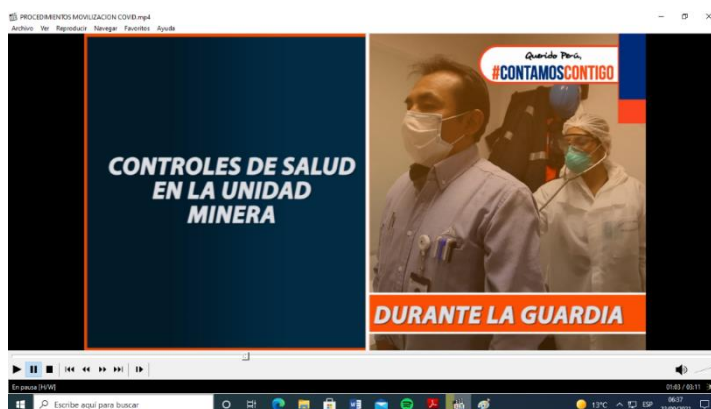 PROCEDIMIENTOS MOVILIZACION COVID.mp4
Archivo Ver Reproducir Navegar Favoritos Ayuda
CONTROLES DE SALUD
EN LA UNIDAD
MINERA
Querido Perú,
#CONTAMOSCONTIGO
DURANTE LA GUARDIA
En pausa [H/W]
01:03 / 03:11
Escribe aquí para buscar
13°C
ESP
06:37